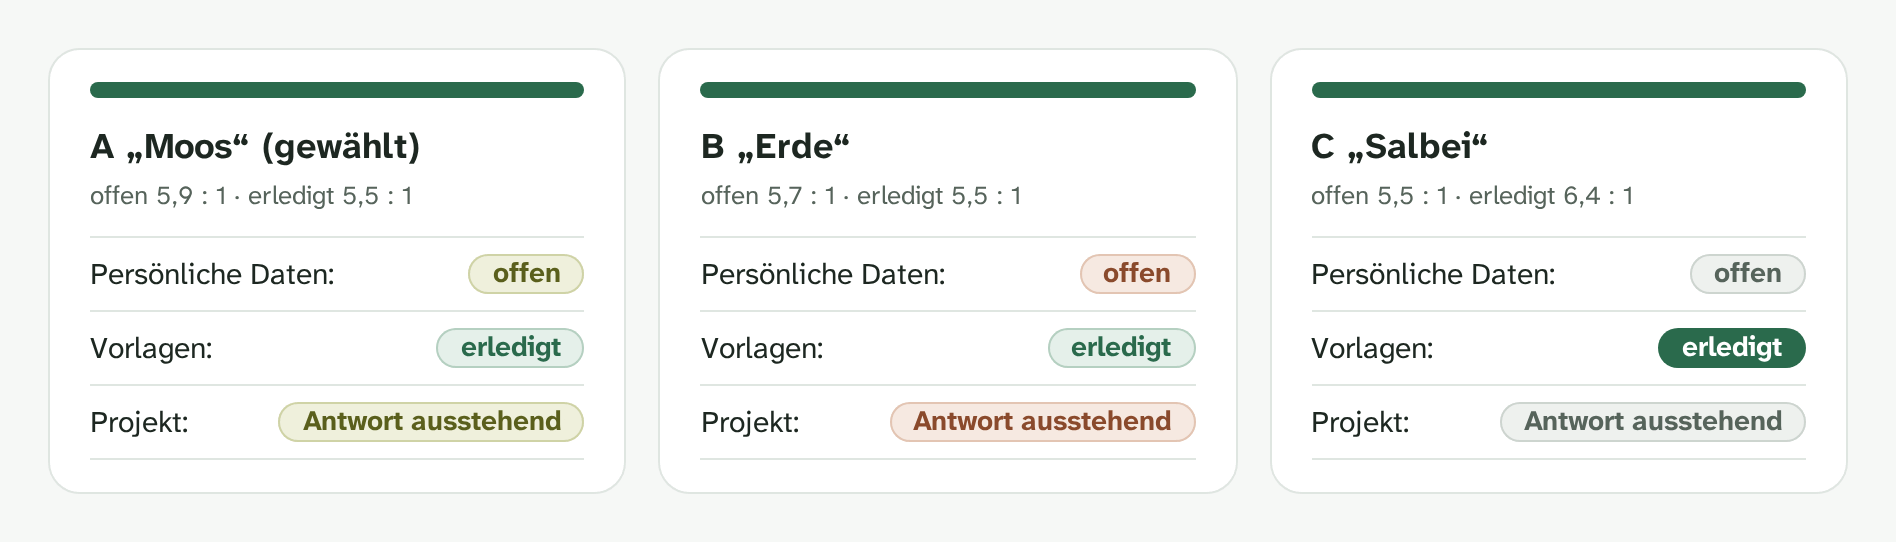 A „Moos“ (gewählt)
offen 5,9 : 1 · erledigt 5,5 : 1
Persönliche Daten: offen
Vorlagen: erledigt
Projekt: Antwort ausstehend
B „Erde“
offen 5,7 : 1 · erledigt 5,5 : 1
Persönliche Daten: offen
Vorlagen: erledigt
Projekt: Antwort ausstehend
C „Salbei“
offen 5,5 : 1 · erledigt 6,4 : 1
Persönliche Daten: offen
Vorlagen: erledigt
Projekt: Antwort ausstehend